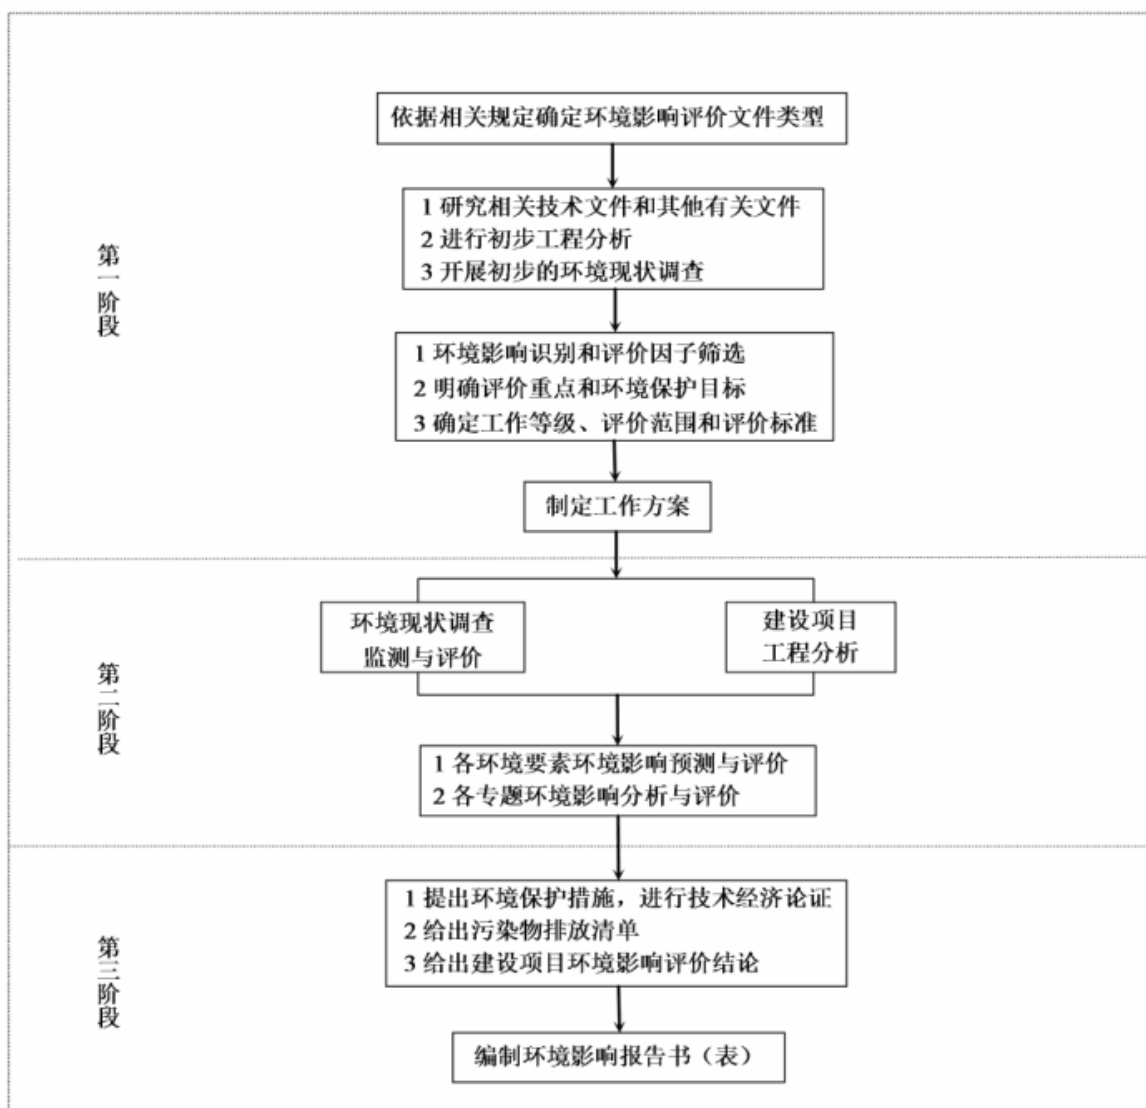 依据相关规定确定环境影响评价文件类型
1 研究相关技术文件和其他有关文件
2 进行初步工程分析
3 开展初步的环境现状调查
第一阶段
1 环境影响识别和评价因子筛选
2 明确评价重点和环境保护目标
3 确定工作等级、评价范围和评价标准
制定工作方案
环境现状调查
监测与评价
建设项目
工程分析
第二阶段
1 各环境要素环境影响预测与评价
2 各专题环境影响分析与评价
1 提出环境保护措施，进行技术经济论证
2 给出污染物排放清单
3 给出建设项目环境影响评价结论
第三阶段
编制环境影响报告书（表）